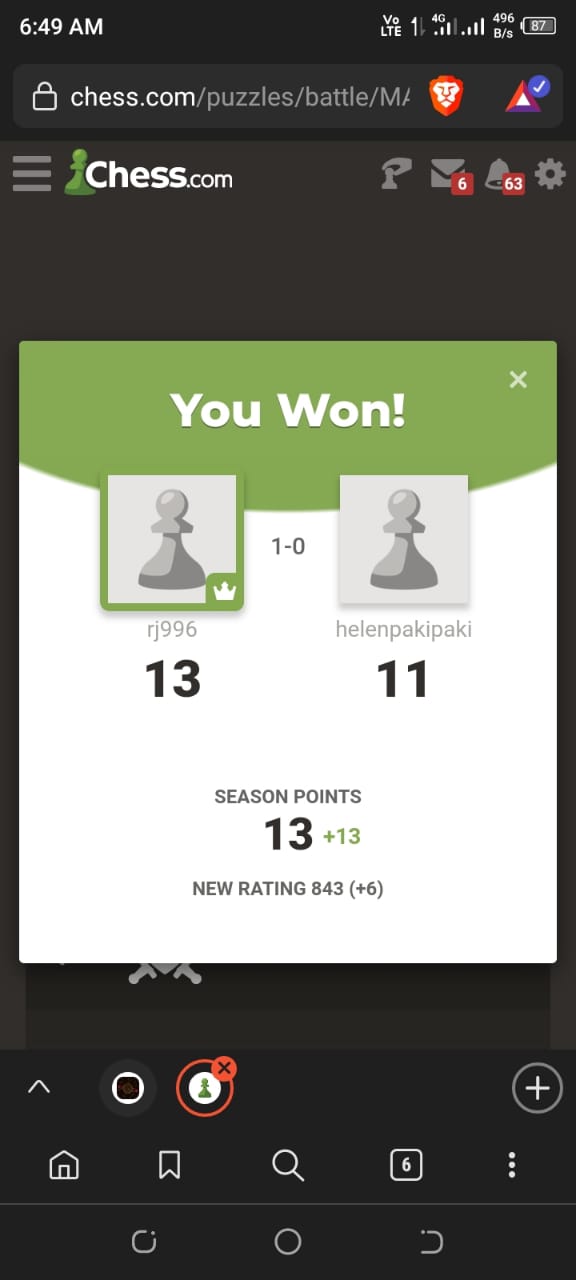 6:49 AM
Vo LTE 4G 496 B/s 87
chess.com/puzzles/battle/MA
Chess.com
6 63
You Won!
1-0
rj996 helenpakipaki
13 11
SEASON POINTS
13 +13
NEW RATING 843 (+6)
6